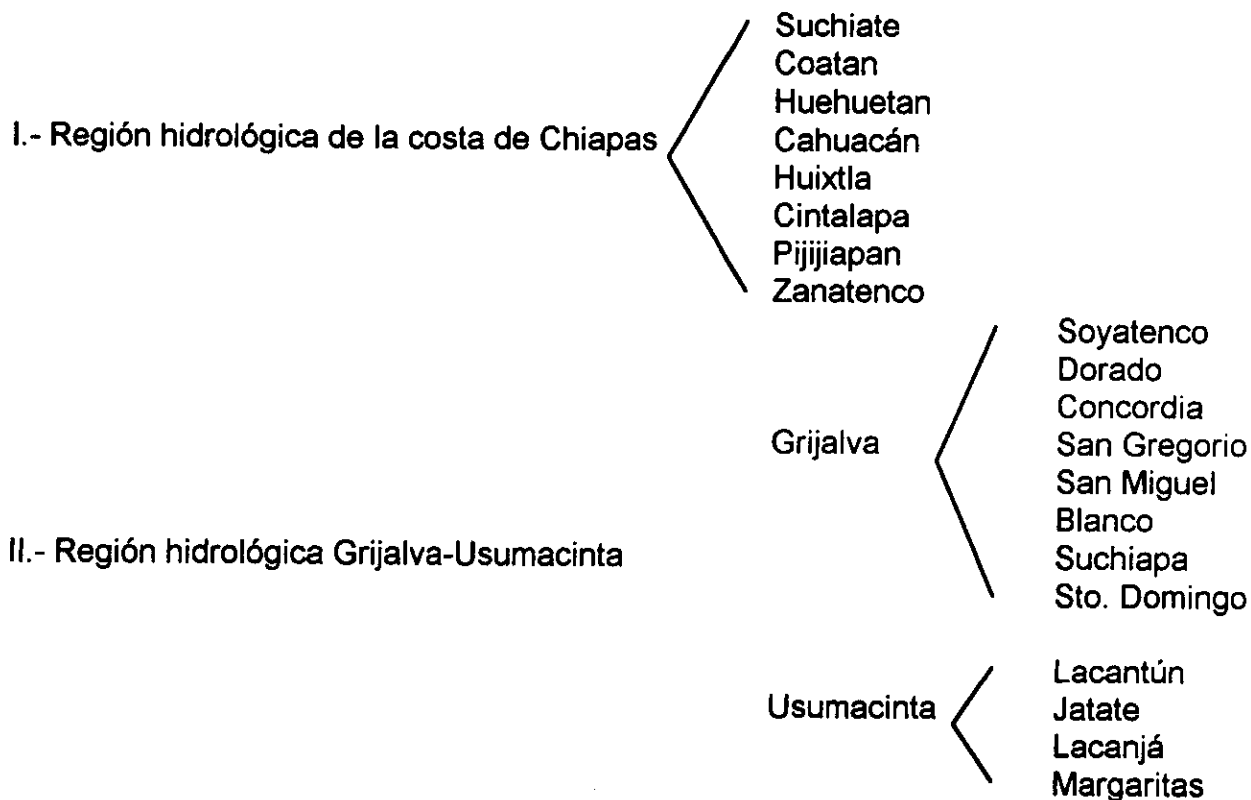 Suchiate
Coatan
Huehuetan
I.- Región hidrológica de la costa de Chiapas
Cahuacán
Huixtla
Cintalapa
Pijijiapan
Zanatenco
Soyatenco
Dorado
Concordia
Grijalva
San Gregorio
San Miguel
II.- Región hidrológica Grijalva-Usumacinta
Blanco
Suchiapa
Sto. Domingo
Lacantún
Usumacinta
Jatate
Lacanjá
Margaritas